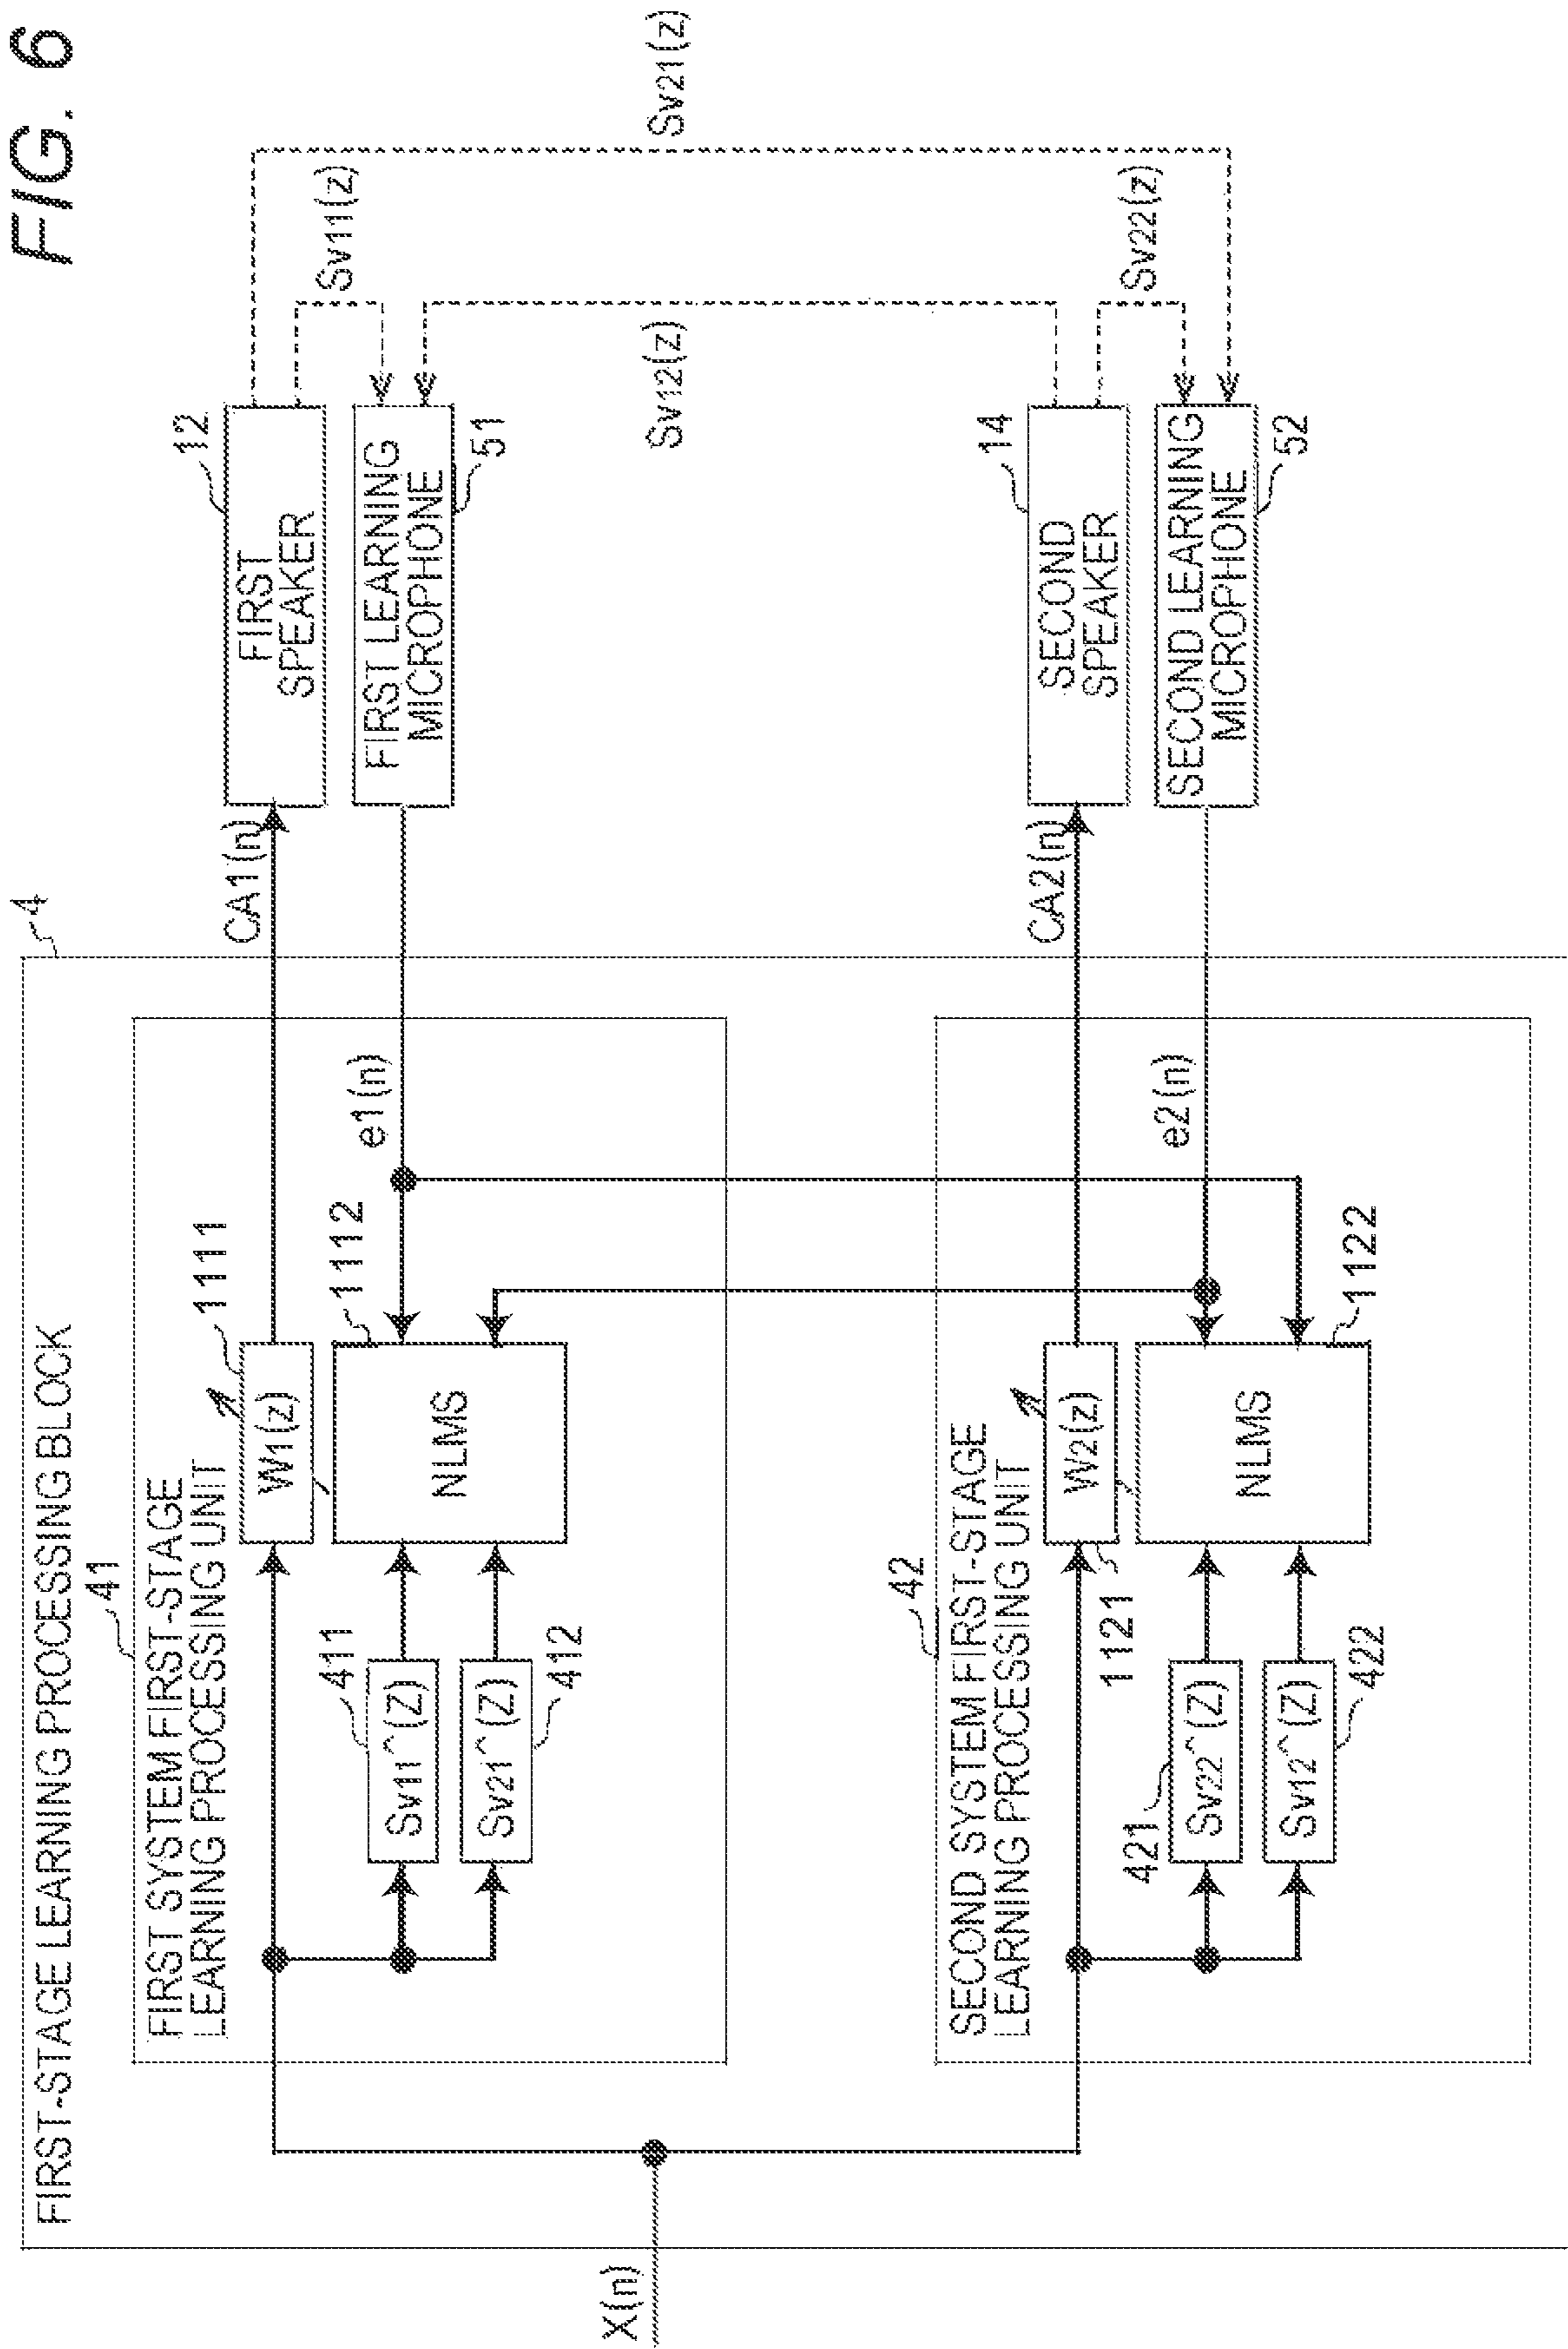 FIG. 6
FIRST-STAGE LEARNING PROCESSING BLOCK
4
41
FIRST SYSTEM FIRST-STAGE
LEARNING PROCESSING UNIT
1111
W1(z)
CA1(n)
12
FIRST
SPEAKER
Sv11(z)
411
Sv11^(Z)
Sv21^(Z)
412
NLMS
1112
e1(n)
FIRST LEARNING
MICROPHONE
51
X(n)
Sv12(z)
Sv21(z)
42
SECOND SYSTEM FIRST-STAGE
LEARNING PROCESSING UNIT
W2(z)
1121
CA2(n)
14
SECOND
SPEAKER
Sv22(z)
421
Sv22^(Z)
Sv12^(Z)
422
NLMS
1122
e2(n)
SECOND LEARNING
MICROPHONE
52